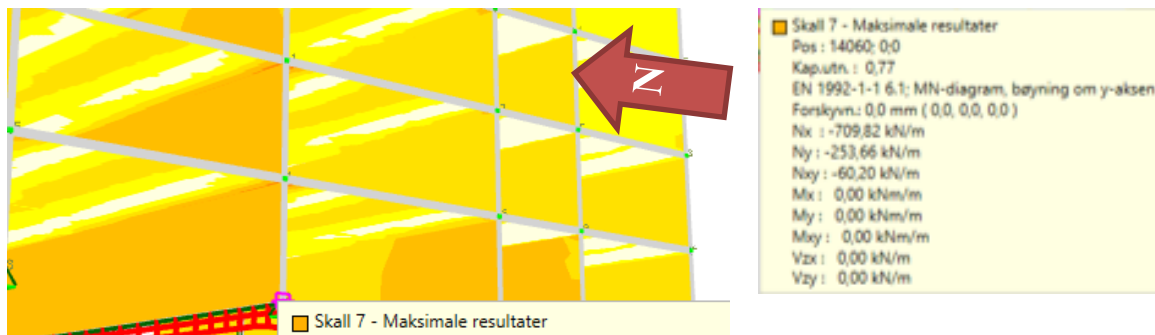 N
Skall 7 - Maksimale resultater
Skall 7 - Maksimale resultater
Pos : 14060; 0;0
Kap.utn. : 0,77
EN 1992-1-1 6.1; MN-diagram, bøyning om y-aksen
Forskyvn.: 0,0 mm ( 0,0, 0,0, 0,0 )
Nx : -709,82 kN/m
Ny : -253,66 kN/m
Nxy : -60,20 kN/m
Mx : 0,00 kNm/m
My : 0,00 kNm/m
Mxy : 0,00 kNm/m
Vzx : 0,00 kN/m
Vzy : 0,00 kN/m